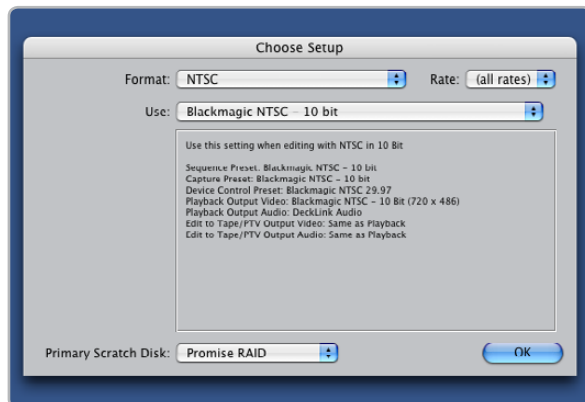 Choose Setup
Format: NTSC Rate: (all rates)
Use: Blackmagic NTSC – 10 bit
Use this setting when editing with NTSC in 10 Bit
Sequence Preset: Blackmagic NTSC – 10 bit
Capture Preset: Blackmagic NTSC – 10 bit
Device Control Preset: Blackmagic NTSC 29.97
Playback Output Video: Blackmagic NTSC – 10 Bit (720 x 486)
Playback Output Audio: DeckLink Audio
Edit to Tape/PTV Output Video: Same as Playback
Edit to Tape/PTV Output Audio: Same as Playback
Primary Scratch Disk: Promise RAID OK